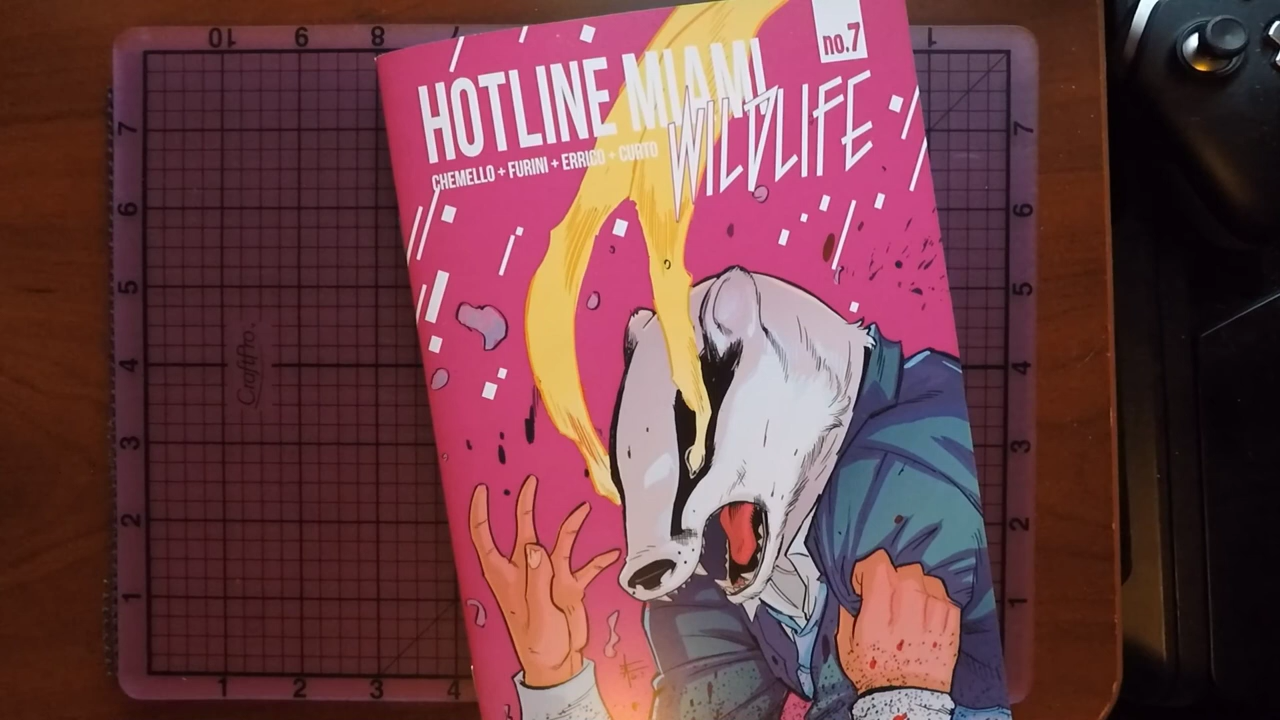 10 9 8 1
no.7
HOTLINE MIAMI
WILDLIFE
CHEMELLO + FURINI + ERRICO + CURTO
7 7
6 6
5 5
4 4
CraftPro
3 3
2 2
1 1
1 2 3 4